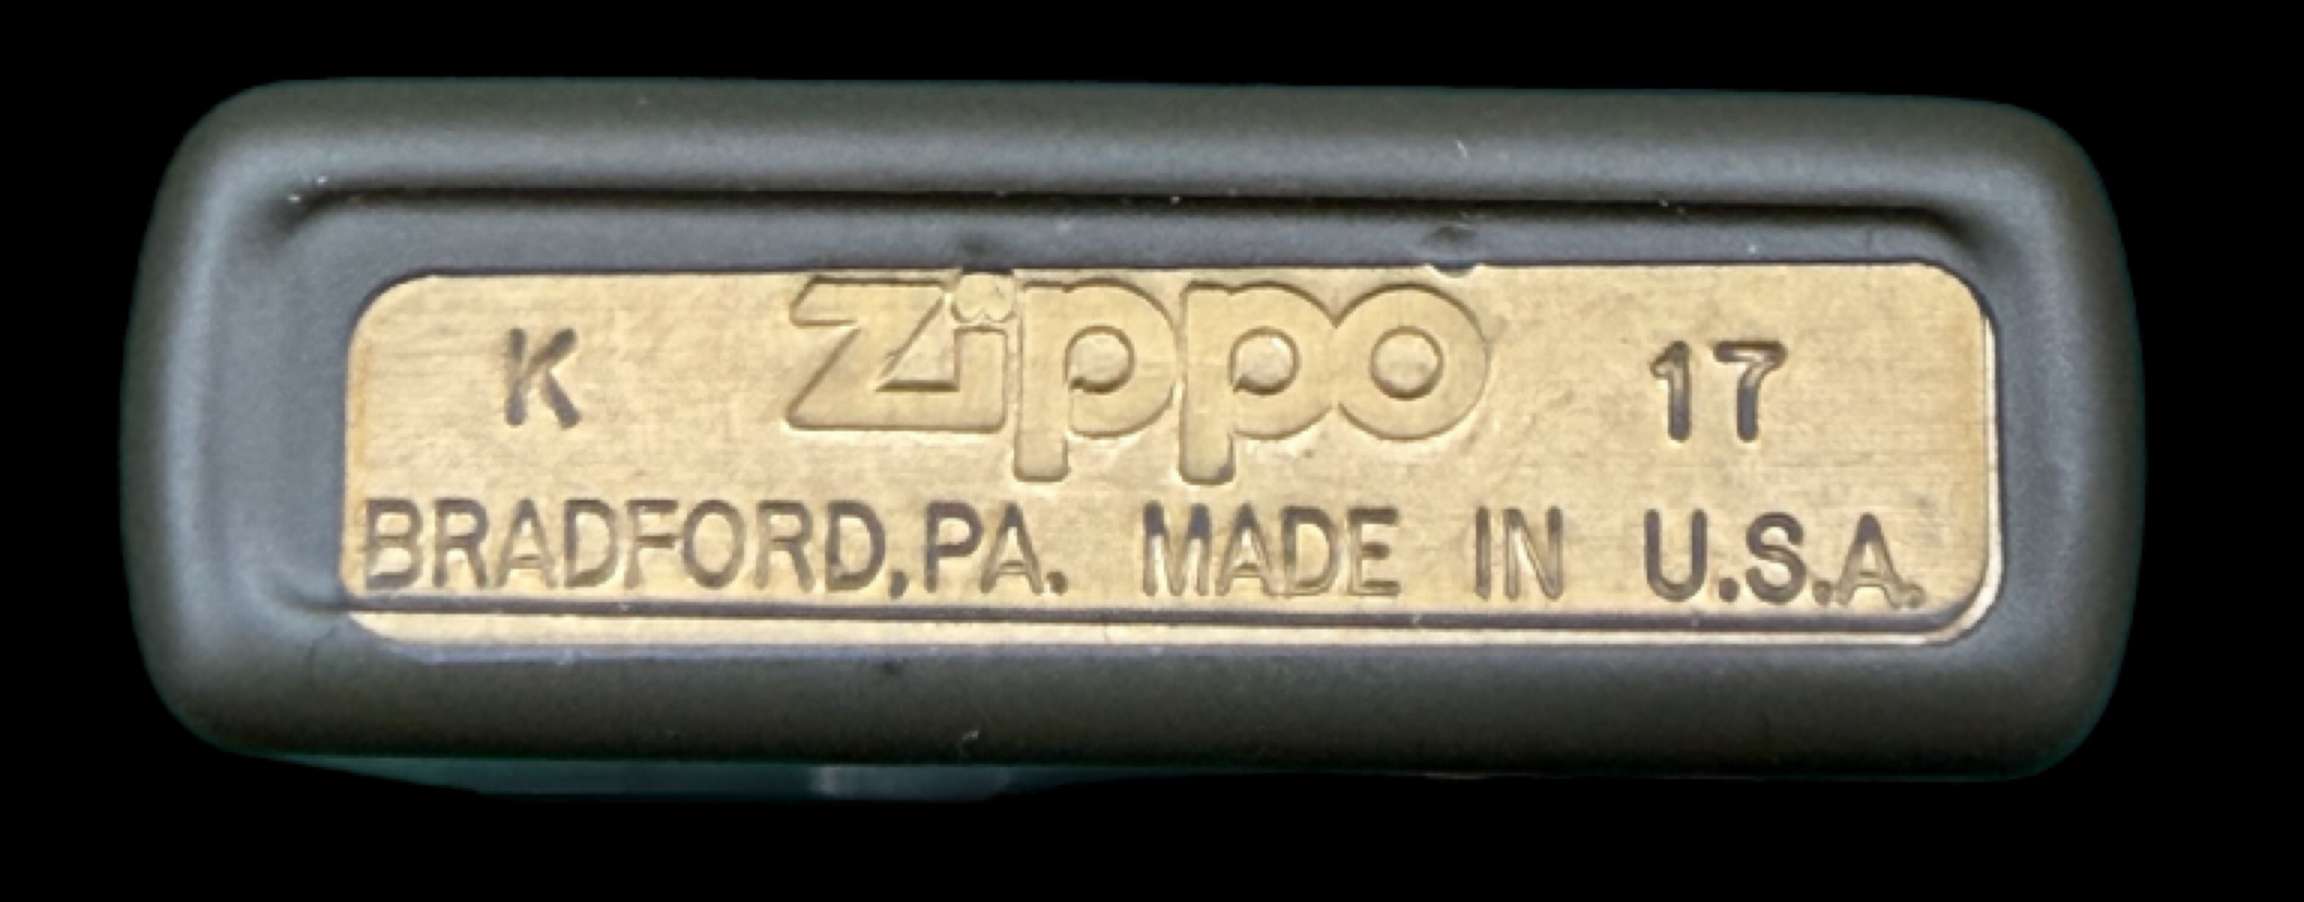 K Zippo 17
BRADFORD, PA. MADE IN U.S.A.